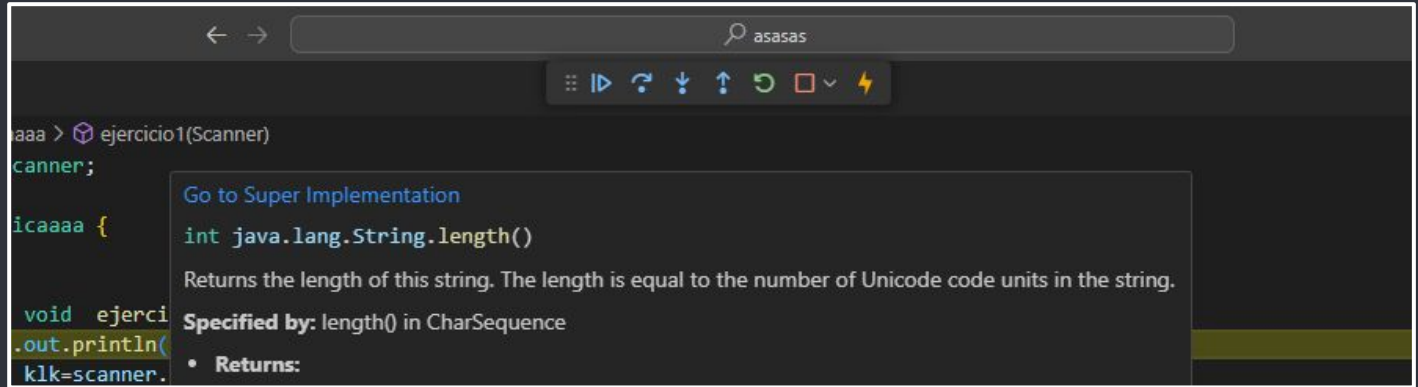 asasas
aaaa > ejercicio1(Scanner)
canner;
Go to Super Implementation
icaaaa {
int java.lang.String.length()
Returns the length of this string. The length is equal to the number of Unicode code units in the string.
void ejerci
Specified by: length() in CharSequence
.out.println(
• Returns:
klk=scanner.